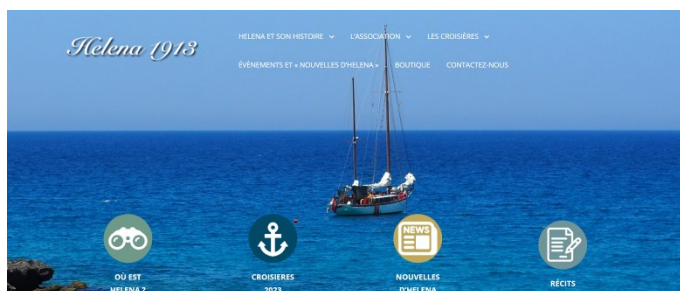 Helena 1913
HELENA ET SON HISTOIRE L'ASSOCIATION LES CROISIÈRES
ÉVÈNEMENTS ET « NOUVELLES D'HELENA » BOUTIQUE CONTACTEZ-NOUS
NEWS
OÙ EST
HELENA ?
CROISIERES
2023
NOUVELLES
D'HELENA
RÉCITS